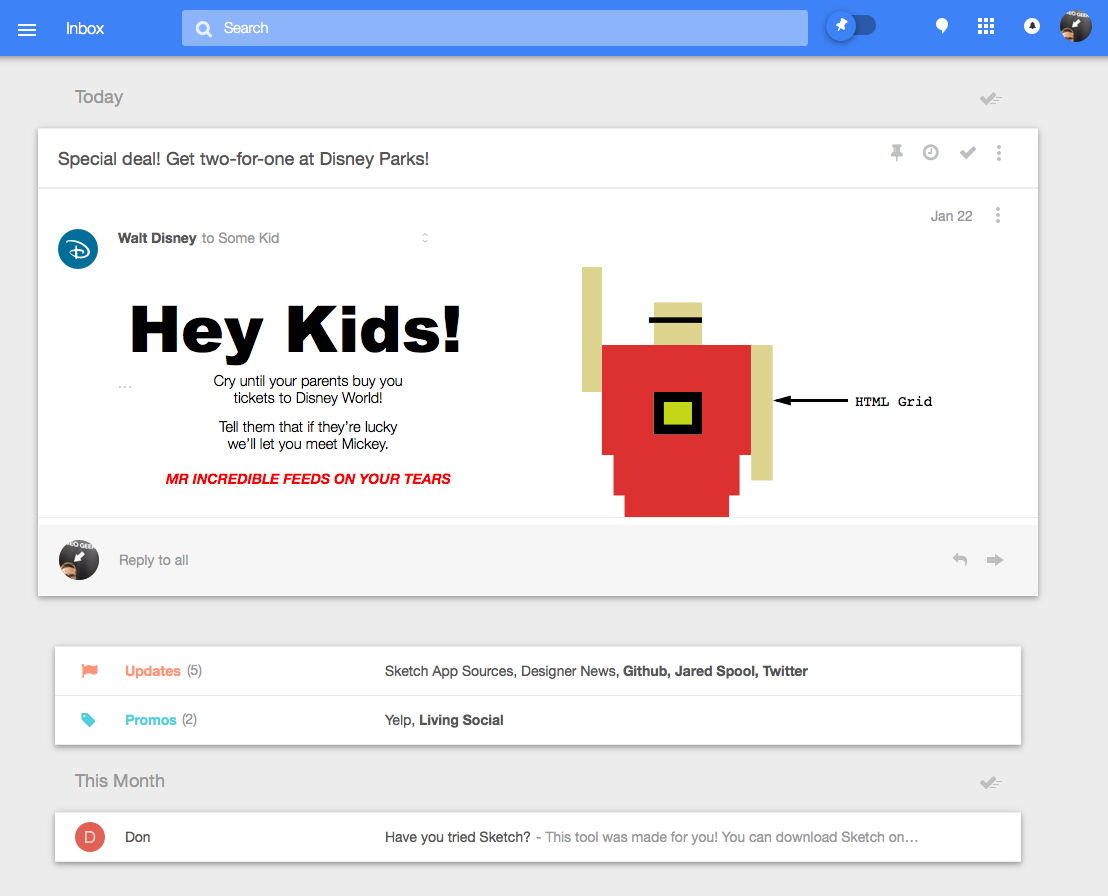 Inbox
Search
Today
Special deal! Get two-for-one at Disney Parks!
Jan 22
Walt Disney to Some Kid
Hey Kids!
Cry until your parents buy you
tickets to Disney World!
Tell them that if they're lucky
we'll let you meet Mickey.
MR INCREDIBLE FEEDS ON YOUR TEARS
...
HTML Grid
Reply to all
Updates (5) Sketch App Sources, Designer News, Github, Jared Spool, Twitter
Promos (2) Yelp, Living Social
This Month
D Don Have you tried Sketch? - This tool was made for you! You can download Sketch on…